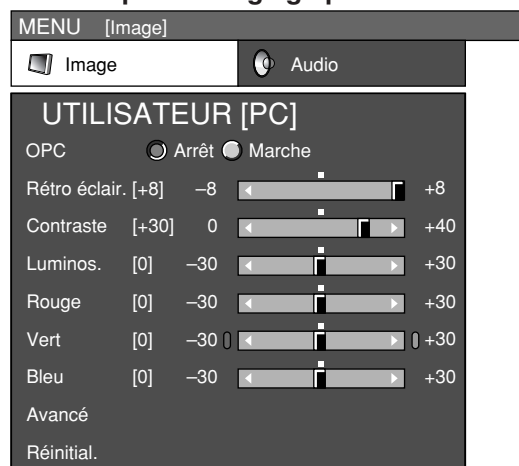 MENU [Image]
Image Audio
UTILISATEUR [PC]
OPC Arrêt Marche
Rétro éclair. [+8] –8 +8
Contraste [+30] 0 +40
Luminos. [0] –30 +30
Rouge [0] –30 +30
Vert [0] –30 +30
Bleu [0] –30 +30
Avancé
Réinitial.